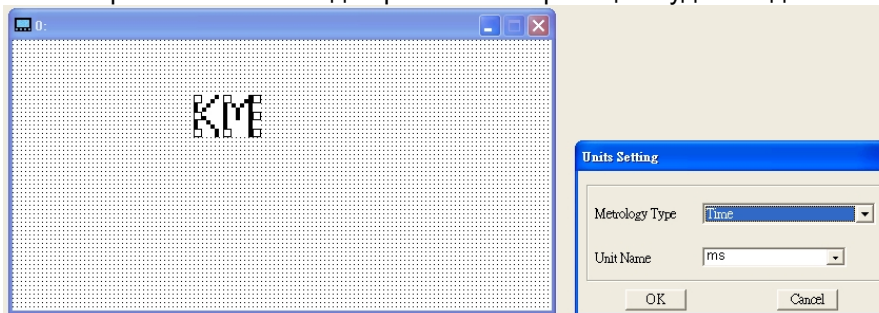 0:
KM
Units Setting
Metrology Type Time
Unit Name ms
OK Cancel